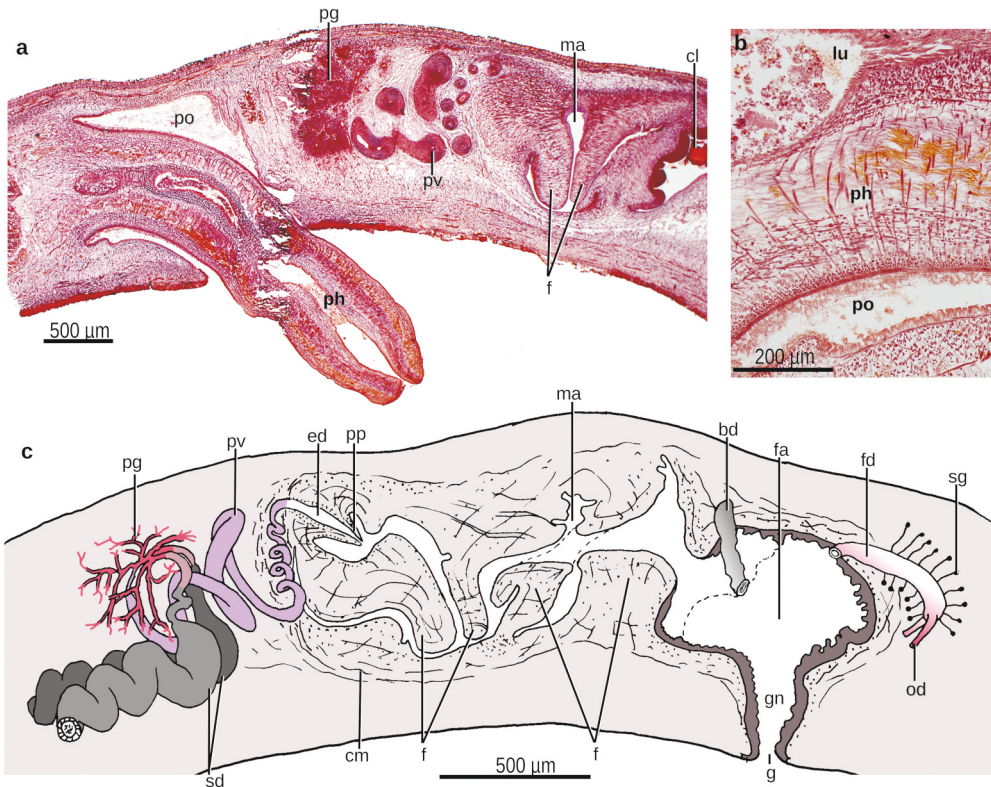 a
pg
ma
cl
po
pv
f
ph
500 µm
b
lu
ph
po
200 µm
c
pg
pv
ed
pp
ma
bd
fa
fd
sg
sd
cm
f
f
gn
g
od
500 µm